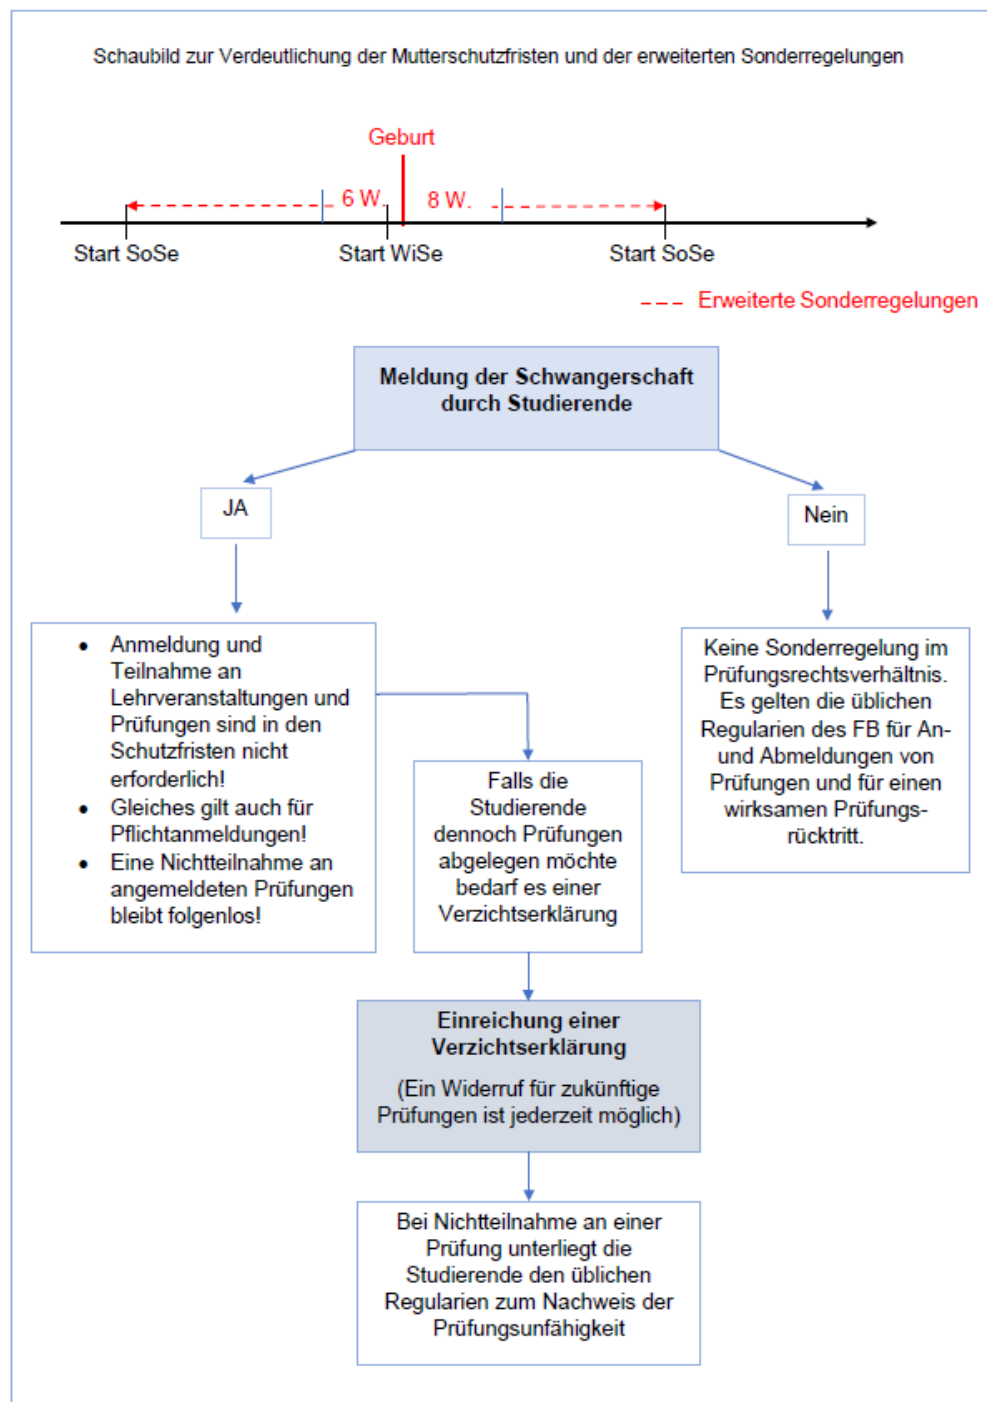 Schaubild zur Verdeutlichung der Mutterschutzfristen und der erweiterten Sonderregelungen
Geburt
6 W.
8 W.
Start SoSe
Start WiSe
Start SoSe
Erweiterte Sonderregelungen
Meldung der Schwangerschaft
durch Studierende
JA
Nein
• Anmeldung und
Teilnahme an
Lehrveranstaltungen und
Prüfungen sind in den
Schutzfristen nicht
erforderlich!
• Gleiches gilt auch für
Pflichtanmeldungen!
• Eine Nichtteilnahme an
angemeldeten Prüfungen
bleibt folgenlos!
Falls die
Studierende
dennoch Prüfungen
abgelegen möchte
bedarf es einer
Verzichtserklärung
Keine Sonderregelung im
Prüfungsrechtsverhältnis.
Es gelten die üblichen
Regularien des FB für An-
und Abmeldungen von
Prüfungen und für einen
wirksamen Prüfungs-
rücktritt.
Einreichung einer
Verzichtserklärung
(Ein Widerruf für zukünftige
Prüfungen ist jederzeit möglich)
Bei Nichtteilnahme an einer
Prüfung unterliegt die
Studierende den üblichen
Regularien zum Nachweis der
Prüfungsunfähigkeit